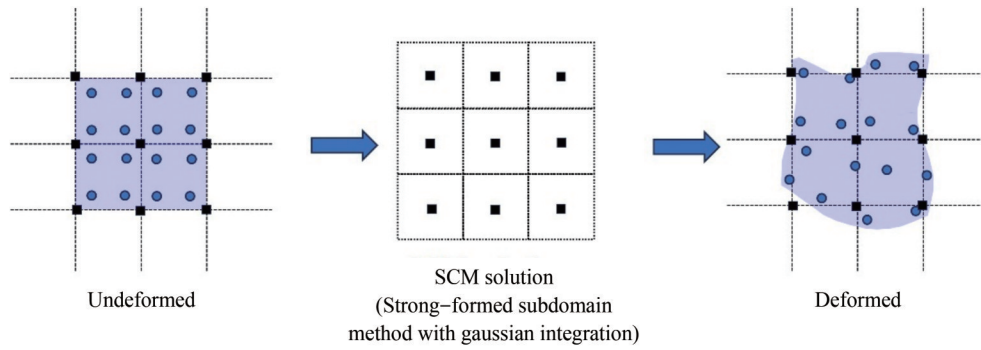 Undeformed
SCM solution
(Strong−formed subdomain
method with gaussian integration)
Deformed